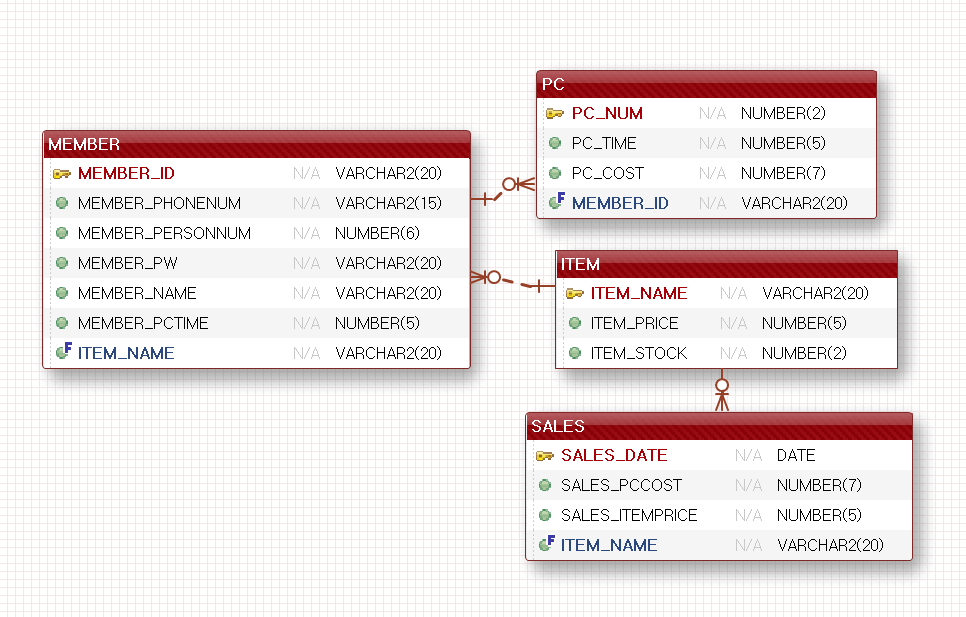 MEMBER
MEMBER_ID N/A VARCHAR2(20)
MEMBER_PHONENUM N/A VARCHAR2(15)
MEMBER_PERSONNUM N/A NUMBER(6)
MEMBER_PW N/A VARCHAR2(20)
MEMBER_NAME N/A VARCHAR2(20)
MEMBER_PCTIME N/A NUMBER(5)
F ITEM_NAME N/A VARCHAR2(20)
PC
PC_NUM N/A NUMBER(2)
PC_TIME N/A NUMBER(5)
PC_COST N/A NUMBER(7)
F MEMBER_ID N/A VARCHAR2(20)
ITEM
ITEM_NAME N/A VARCHAR2(20)
ITEM_PRICE N/A NUMBER(5)
ITEM_STOCK N/A NUMBER(2)
SALES
SALES_DATE N/A DATE
SALES_PCCOST N/A NUMBER(7)
SALES_ITEMPRICE N/A NUMBER(5)
F ITEM_NAME N/A VARCHAR2(20)